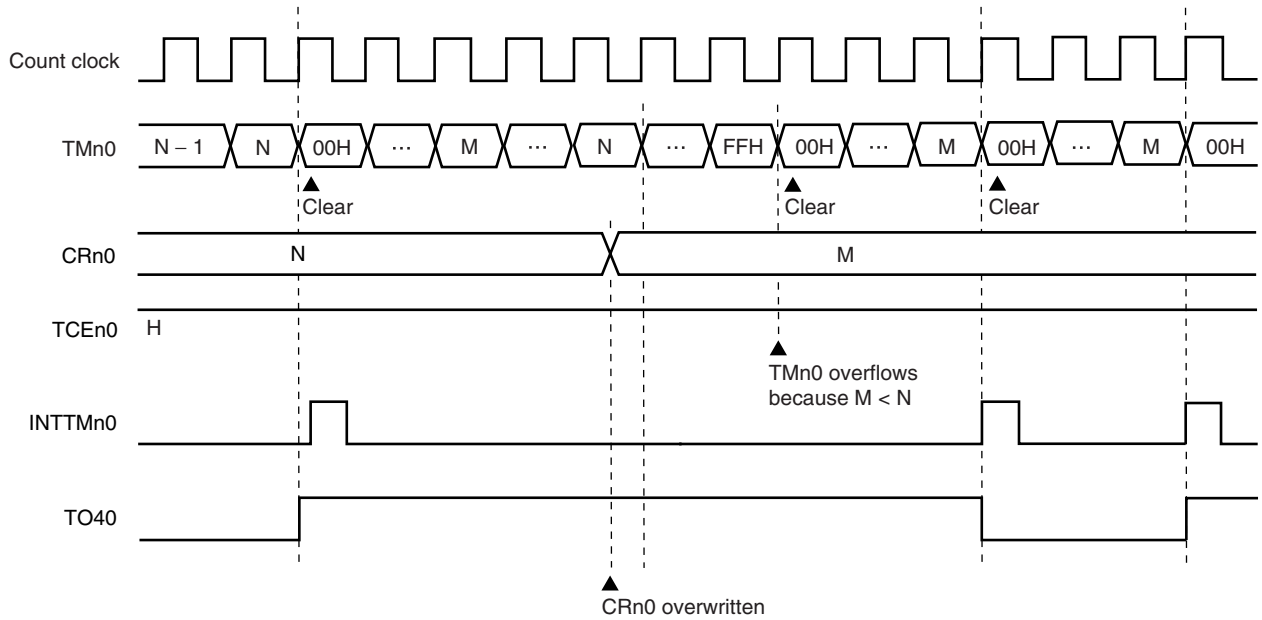 Count clock
TMn0 N – 1 N 00H ... M ... N ... FFH 00H ... M 00H ... M 00H
Clear Clear Clear
CRn0 N M
TCEn0 H
TMn0 overflows
because M < N
INTTMn0
TO40
CRn0 overwritten